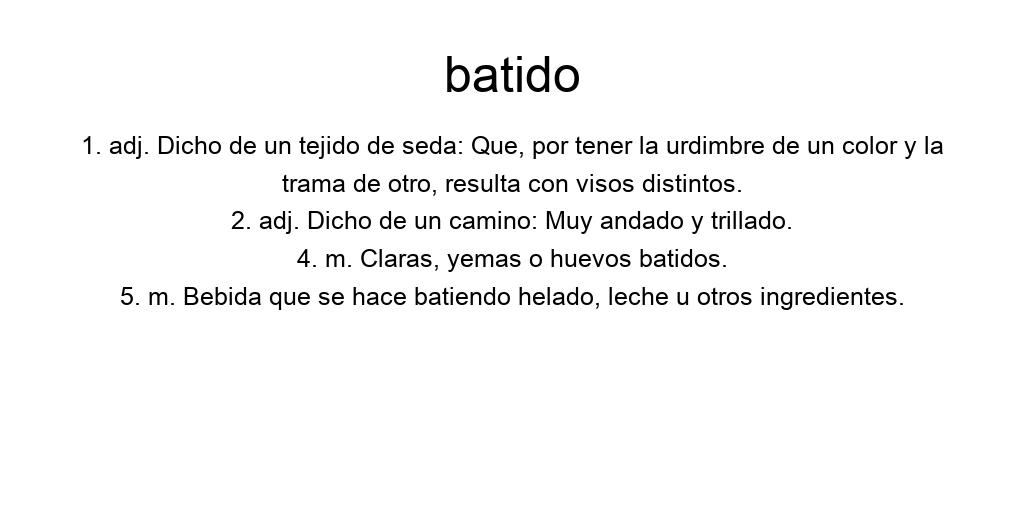 batido
1. adj. Dicho de un tejido de seda: Que, por tener la urdimbre de un color y la
trama de otro, resulta con visos distintos.
2. adj. Dicho de un camino: Muy andado y trillado.
4. m. Claras, yemas o huevos batidos.
5. m. Bebida que se hace batiendo helado, leche u otros ingredientes.